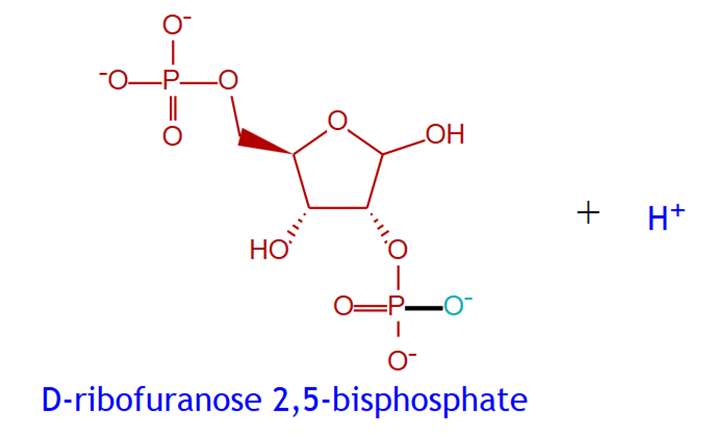 O⁻
⁻O P O
O
O OH
HO O
+ H⁺
O P O⁻
O⁻
D-ribofuranose 2,5-bisphosphate